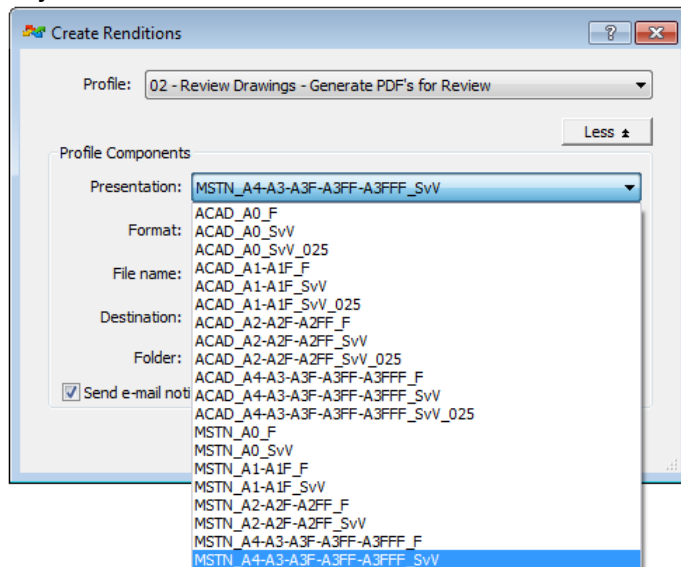 Create Renditions
Profile: 02 - Review Drawings - Generate PDF's for Review
Less
Profile Components
Presentation: MSTN_A4-A3-A3F-A3FF-A3FFF_SvV
ACAD_A0_F
Format: ACAD_A0_SvV
ACAD_A0_SvV_025
File name: ACAD_A1-A1F_F
ACAD_A1-A1F_SvV
ACAD_A1-A1F_SvV_025
Destination: ACAD_A2-A2F-A2FF_F
ACAD_A2-A2F-A2FF_SvV
Folder: ACAD_A2-A2F-A2FF_SvV_025
ACAD_A4-A3-A3F-A3FF-A3FFF_F
Send e-mail noti ACAD_A4-A3-A3F-A3FF-A3FFF_SvV
ACAD_A4-A3-A3F-A3FF-A3FFF_SvV_025
MSTN_A0_F
MSTN_A0_SvV
MSTN_A1-A1F_F
MSTN_A1-A1F_SvV
MSTN_A2-A2F-A2FF_F
MSTN_A2-A2F-A2FF_SvV
MSTN_A4-A3-A3F-A3FF-A3FFF_F
MSTN_A4-A3-A3F-A3FF-A3FFF_SvV